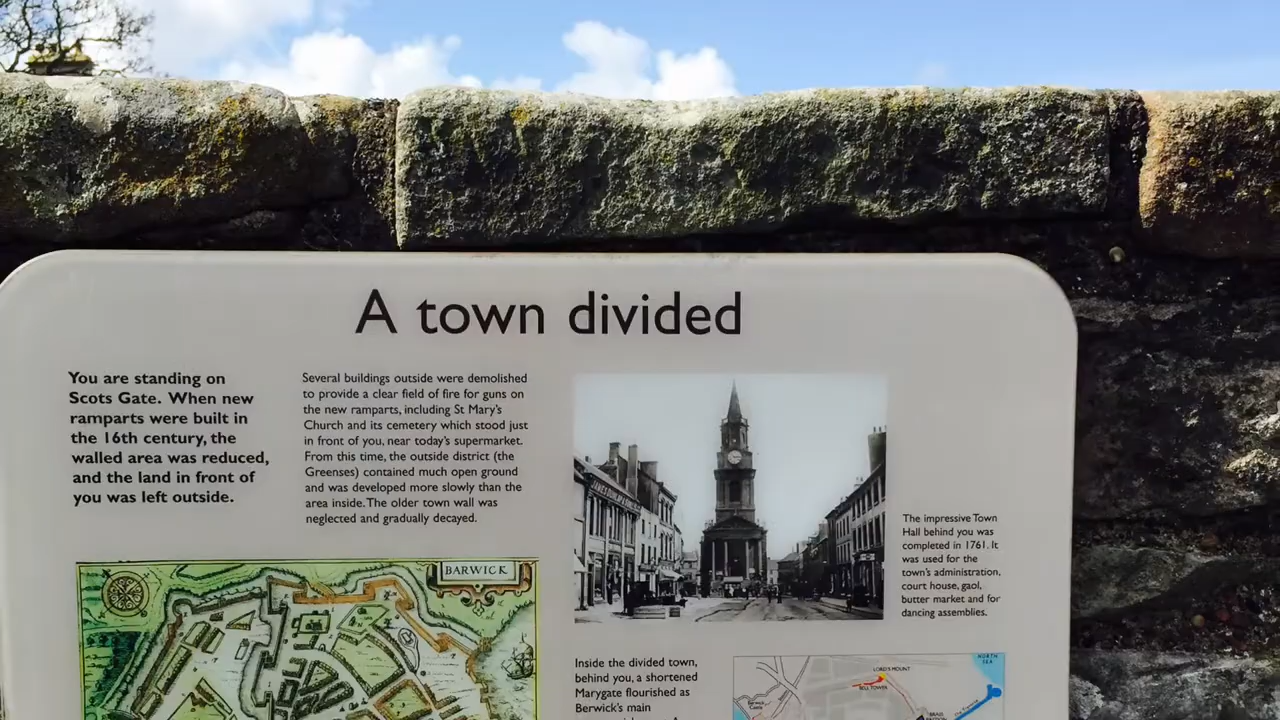 A town divided
You are standing on
Scots Gate. When new
ramparts were built in
the 16th century, the
walled area was reduced,
and the land in front of
you was left outside.
Several buildings outside were demolished
to provide a clear field of fire for guns on
the new ramparts, including St Mary's
Church and its cemetery which stood just
in front of you, near today's supermarket.
From this time, the outside district (the
Greenses) contained much open ground
and was developed more slowly than the
area inside. The older town wall was
neglected and gradually decayed.
The impressive Town
Hall behind you was
completed in 1761. It
was used for the
town's administration,
court house, gaol,
butter market and for
dancing assemblies.
BARWICK
Inside the divided town,
behind you, a shortened
Marygate flourished as
Berwick's main
LORD'S MOUNT
BELL TOWER
NORTH
SEA
Berwick
Castle
BRASS
BASTION